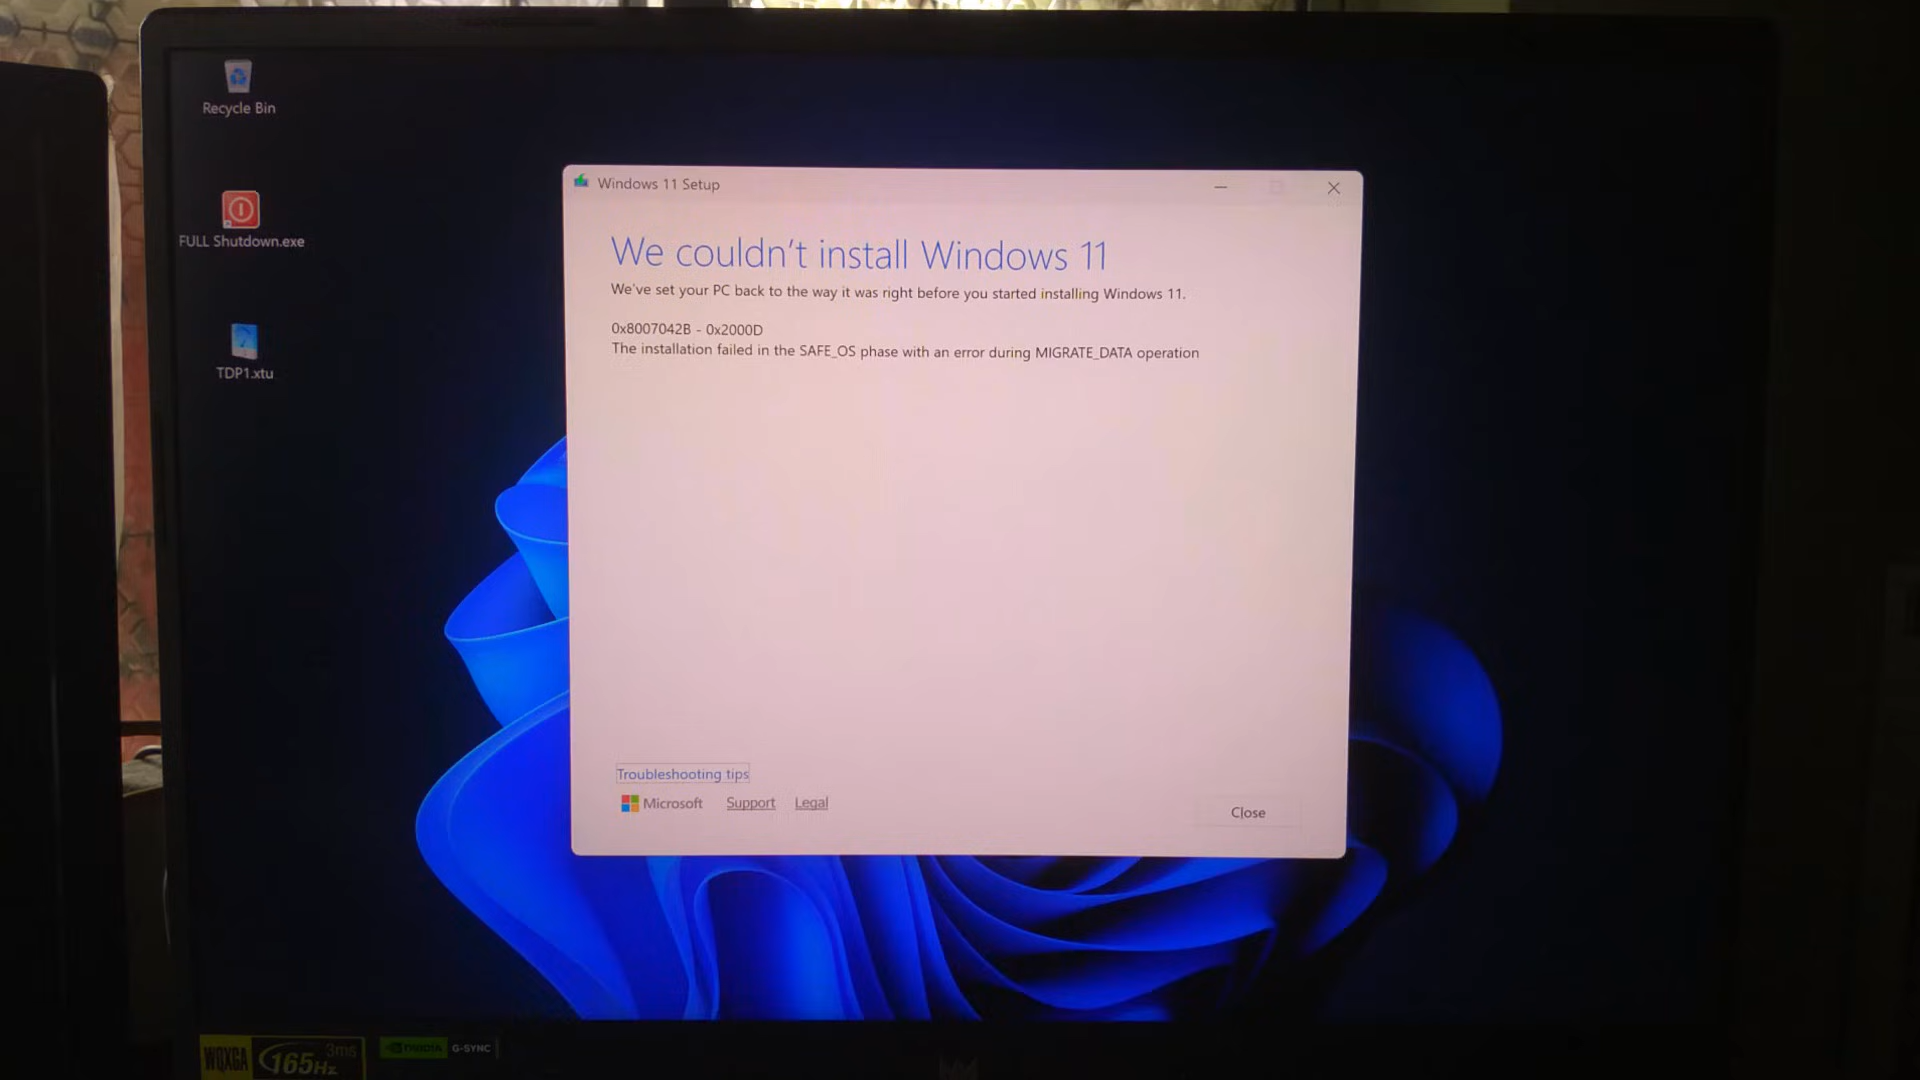 Recycle Bin
FULL Shutdown.exe
TDP1.xtu
Windows 11 Setup
We couldn't install Windows 11
We've set your PC back to the way it was right before you started installing Windows 11.
0x8007042B - 0x2000D
The installation failed in the SAFE_OS phase with an error during MIGRATE_DATA operation
Troubleshooting tips
Microsoft Support Legal
Close
WQXGA 165Hz 3ms
NVIDIA G-SYNC